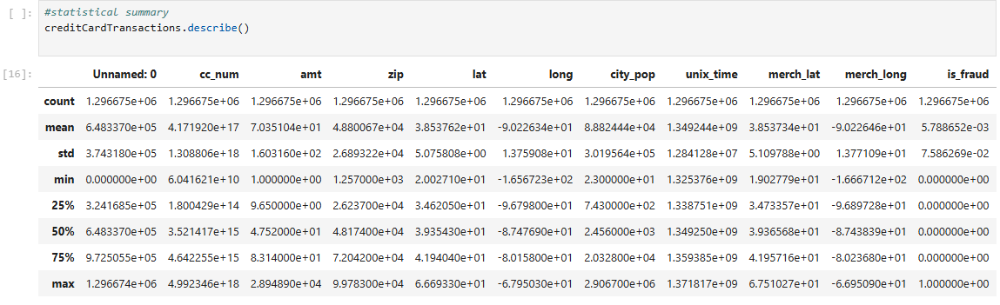 [ ]: #statistical summary
creditCardTransactions.describe()
[16]: Unnamed: 0 cc_num amt zip lat long city_pop unix_time merch_lat merch_long is_fraud
count 1.296675e+06 1.296675e+06 1.296675e+06 1.296675e+06 1.296675e+06 1.296675e+06 1.296675e+06 1.296675e+06 1.296675e+06 1.296675e+06 1.296675e+06
mean 6.483370e+05 4.171920e+17 7.035104e+01 4.880067e+04 3.853762e+01 -9.022634e+01 8.882444e+04 1.349244e+09 3.853734e+01 -9.022646e+01 5.788652e-03
std 3.743180e+05 1.308806e+18 1.603160e+02 2.689322e+04 5.075808e+00 1.375908e+01 3.019564e+05 1.284128e+07 5.109788e+00 1.377109e+01 7.586269e-02
min 0.000000e+00 6.041621e+10 1.000000e+00 1.257000e+03 2.002710e+01 -1.656723e+02 2.300000e+01 1.325376e+09 1.902779e+01 -1.666712e+02 0.000000e+00
25% 3.241685e+05 1.800429e+14 9.650000e+00 2.623700e+04 3.462050e+01 -9.679800e+01 7.430000e+02 1.338751e+09 3.473357e+01 -9.689728e+01 0.000000e+00
50% 6.483370e+05 3.521417e+15 4.752000e+01 4.817400e+04 3.935430e+01 -8.747690e+01 2.456000e+03 1.349250e+09 3.936568e+01 -8.743839e+01 0.000000e+00
75% 9.725055e+05 4.642255e+15 8.314000e+01 7.204200e+04 4.194040e+01 -8.015800e+01 2.032800e+04 1.359385e+09 4.195716e+01 -8.023680e+01 0.000000e+00
max 1.296674e+06 4.992346e+18 2.894890e+04 9.978300e+04 6.669330e+01 -6.795030e+01 2.906700e+06 1.371817e+09 6.751027e+01 -6.695090e+01 1.000000e+00